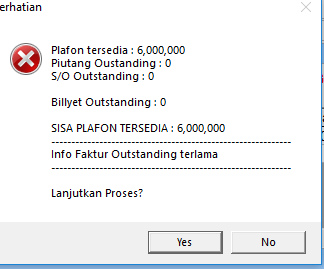 erhatian
Plafon tersedia : 6,000,000
Piutang Oustanding : 0
S/O Outstanding : 0
Billyet Outstanding : 0
SISA PLAFON TERSEDIA : 6,000,000
------------------------------------------------------------
Info Faktur Outstanding terlama
------------------------------------------------------------
Lanjutkan Proses?
Yes
No